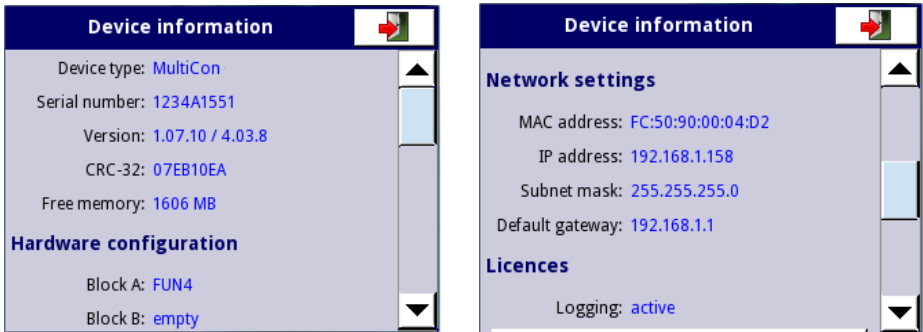 Device information
Device type: MultiCon
Serial number: 1234A1551
Version: 1.07.10 / 4.03.8
CRC-32: 07EB10EA
Free memory: 1606 MB
Hardware configuration
Block A: FUN4
Block B: empty
Device information
Network settings
MAC address: FC:50:90:00:04:D2
IP address: 192.168.1.158
Subnet mask: 255.255.255.0
Default gateway: 192.168.1.1
Licences
Logging: active